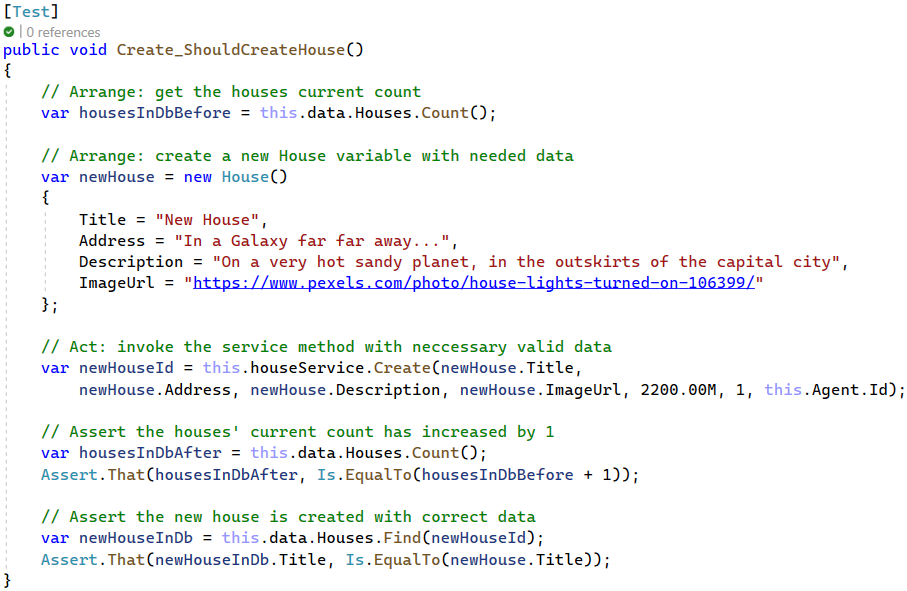 [Test]
| 0 references
public void Create_ShouldCreateHouse()
{
    // Arrange: get the houses current count
    var housesInDbBefore = this.data.Houses.Count();

    // Arrange: create a new House variable with needed data
    var newHouse = new House()
    {
        Title = "New House",
        Address = "In a Galaxy far far away...",
        Description = "On a very hot sandy planet, in the outskirts of the capital city",
        ImageUrl = "https://www.pexels.com/photo/house-lights-turned-on-106399/"
    };

    // Act: invoke the service method with neccessary valid data
    var newHouseId = this.houseService.Create(newHouse.Title,
        newHouse.Address, newHouse.Description, newHouse.ImageUrl, 2200.00M, 1, this.Agent.Id);

    // Assert the houses' current count has increased by 1
    var housesInDbAfter = this.data.Houses.Count();
    Assert.That(housesInDbAfter, Is.EqualTo(housesInDbBefore + 1));

    // Assert the new house is created with correct data
    var newHouseInDb = this.data.Houses.Find(newHouseId);
    Assert.That(newHouseInDb.Title, Is.EqualTo(newHouse.Title));
}